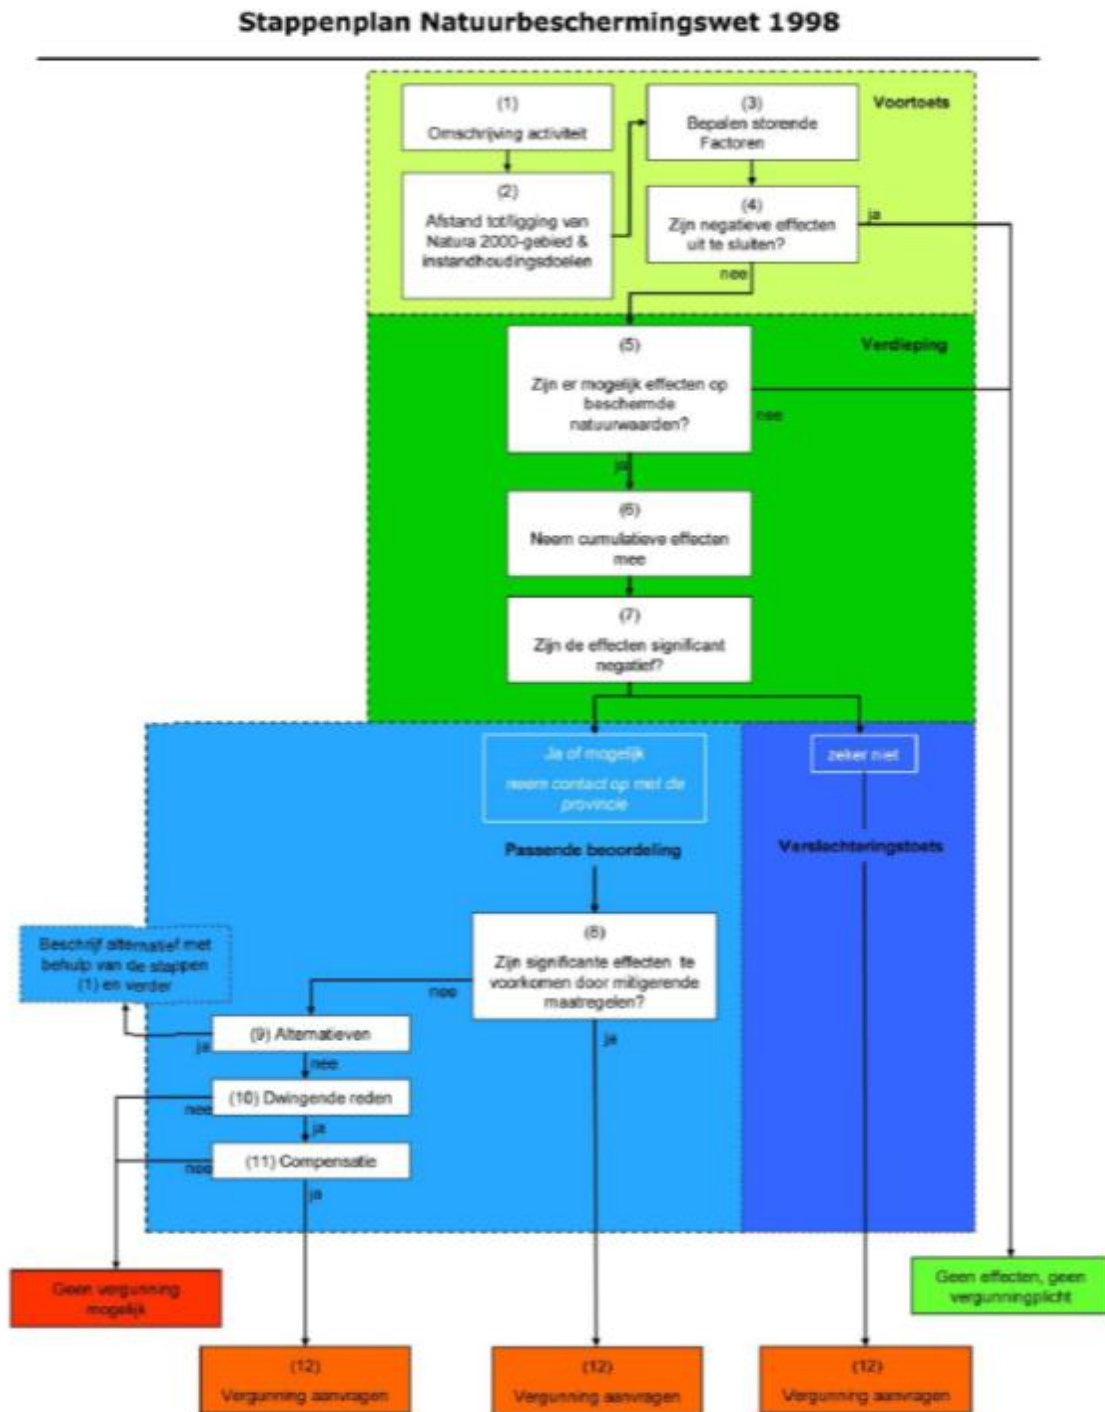 Stappenplan Natuurbeschermingswet 1998
Voortoets
(1)
Omschrijving activiteit
(2)
Afstand tot/ligging van
Natura 2000-gebied &
instandhoudingsdoelen
(3)
Bepalen storende
Factoren
(4)
Zijn negatieve effecten
uit te sluiten?
ja
nee
Verdieping
(5)
Zijn er mogelijk effecten op
beschermde
natuurwaarden?
nee
ja
(6)
Neem cumulatieve effecten
mee
(7)
Zijn de effecten significant
negatief?
Ja of mogelijk
neem contact op met de
provincie
zeker niet
Passende beoordeling
Verslechteringstoets
(8)
Zijn significante effecten te
voorkomen door mitigerende
maatregelen?
nee
ja
Beschrijf alternatief met
behulp van de stappen
(1) en verder
(9) Alternatieven
ja
nee
(10) Dwingende reden
nee
ja
(11) Compensatie
nee
ja
Geen vergunning
mogelijk
Geen effecten, geen
vergunningplicht
(12)
Vergunning aanvragen
(12)
Vergunning aanvragen
(12)
Vergunning aanvragen